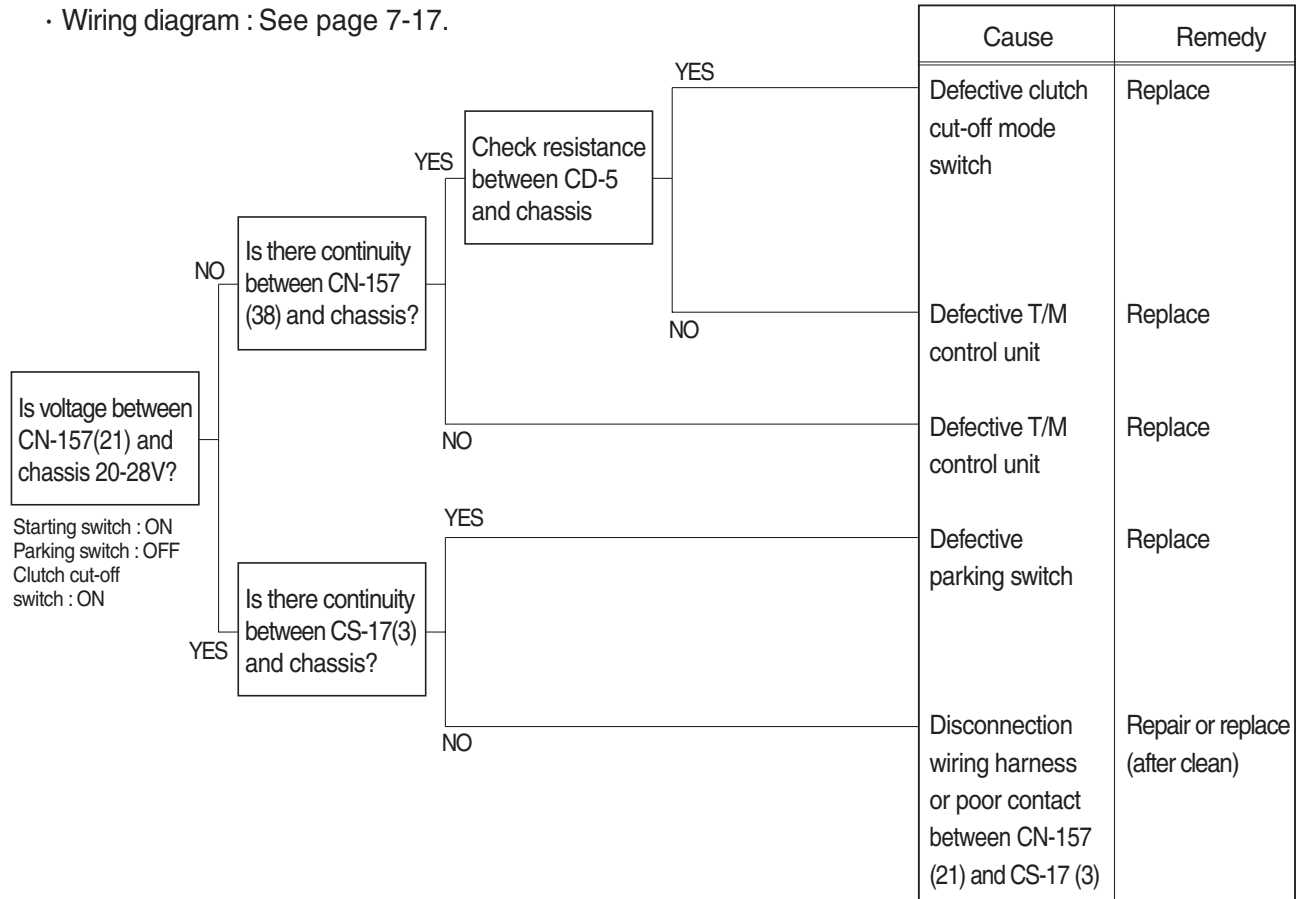 · Wiring diagram : See page 7-17.
Cause
Remedy
YES
Defective clutch
cut-off mode
switch
Replace
YES
Check resistance
between CD-5
and chassis
NO
Is there continuity
between CN-157
(38) and chassis?
NO
Defective T/M
control unit
Replace
Is voltage between
CN-157(21) and
chassis 20-28V?
NO
Defective T/M
control unit
Replace
Starting switch : ON
Parking switch : OFF
Clutch cut-off
switch : ON
YES
Defective
parking switch
Replace
YES
Is there continuity
between CS-17(3)
and chassis?
NO
Disconnection
wiring harness
or poor contact
between CN-157
(21) and CS-17 (3)
Repair or replace
(after clean)